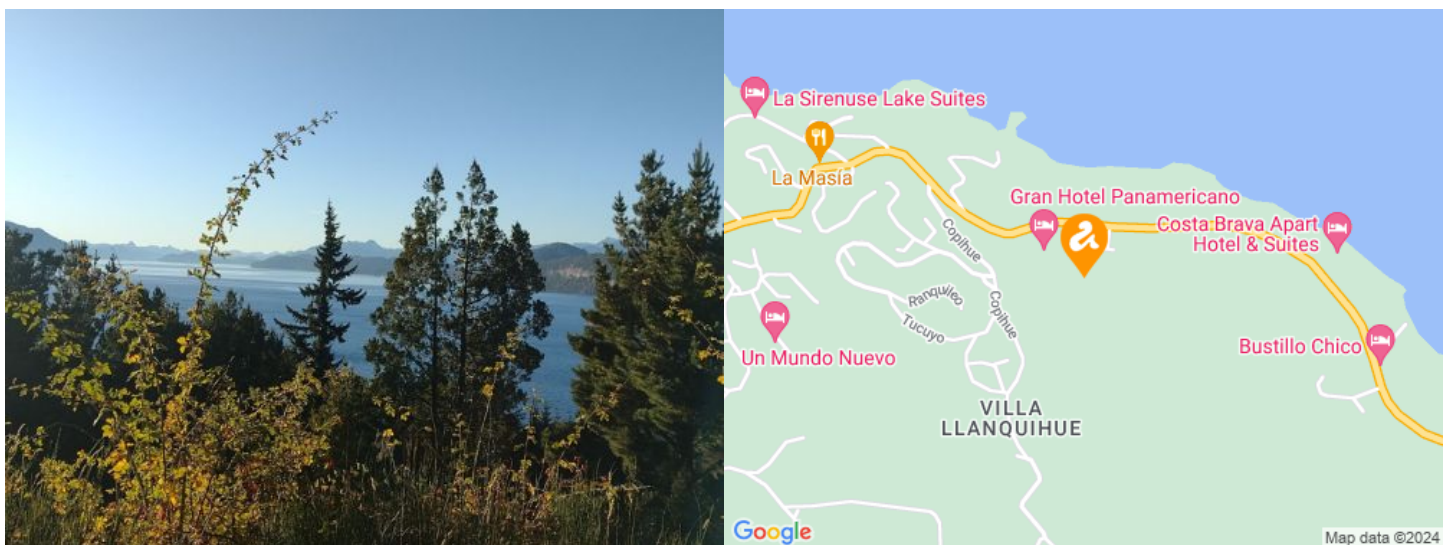 La Sirenuse Lake Suites
La Masía
Gran Hotel Panamericano
Copihue
Costa Brava Apart
Hotel & Suites
Ranquileo
Copihue
Tucuyo
Un Mundo Nuevo
Bustillo Chico
VILLA
LLANQUIHUE
Google
Map data ©2024